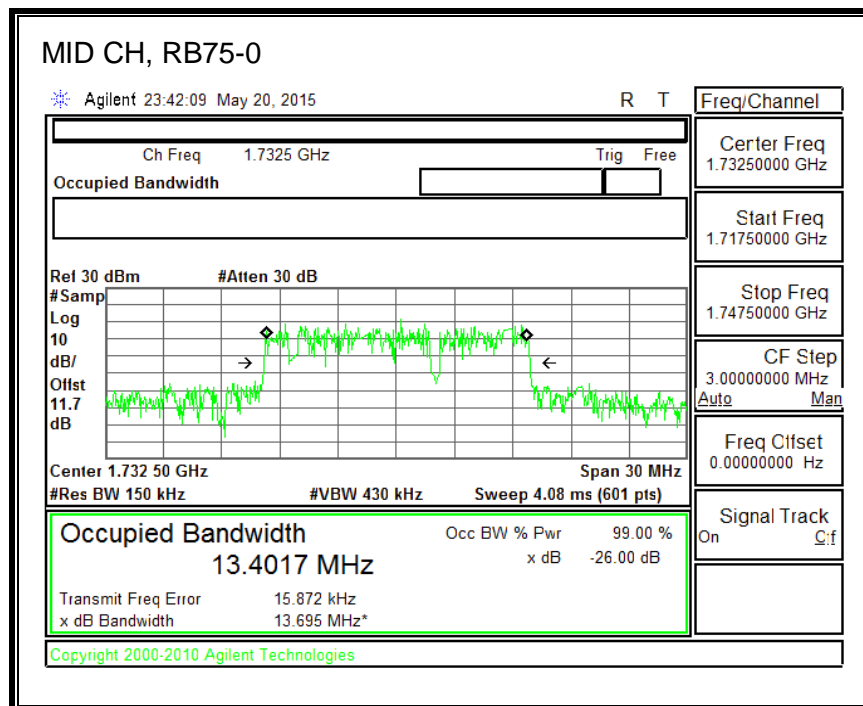 MID CH, RB75-0
Agilent 23:42:09 May 20, 2015 R T
Freq/Channel
Ch Freq 1.7325 GHz Trig Free
Occupied Bandwidth
Center Freq
1.73250000 GHz
Start Freq
1.71750000 GHz
Stop Freq
1.74750000 GHz
CF Step
3.00000000 MHz
Auto Man
Freq Offset
0.00000000 Hz
Signal Track
On Off
Ref 30 dBm #Atten 30 dB
#Samp
Log
10
dB/
Offst
11.7
dB
Center 1.732 50 GHz Span 30 MHz
#Res BW 150 kHz #VBW 430 kHz Sweep 4.08 ms (601 pts)
Occupied Bandwidth
13.4017 MHz
Occ BW % Pwr 99.00 %
x dB -26.00 dB
Transmit Freq Error 15.872 kHz
x dB Bandwidth 13.695 MHz*
Copyright 2000-2010 Agilent Technologies